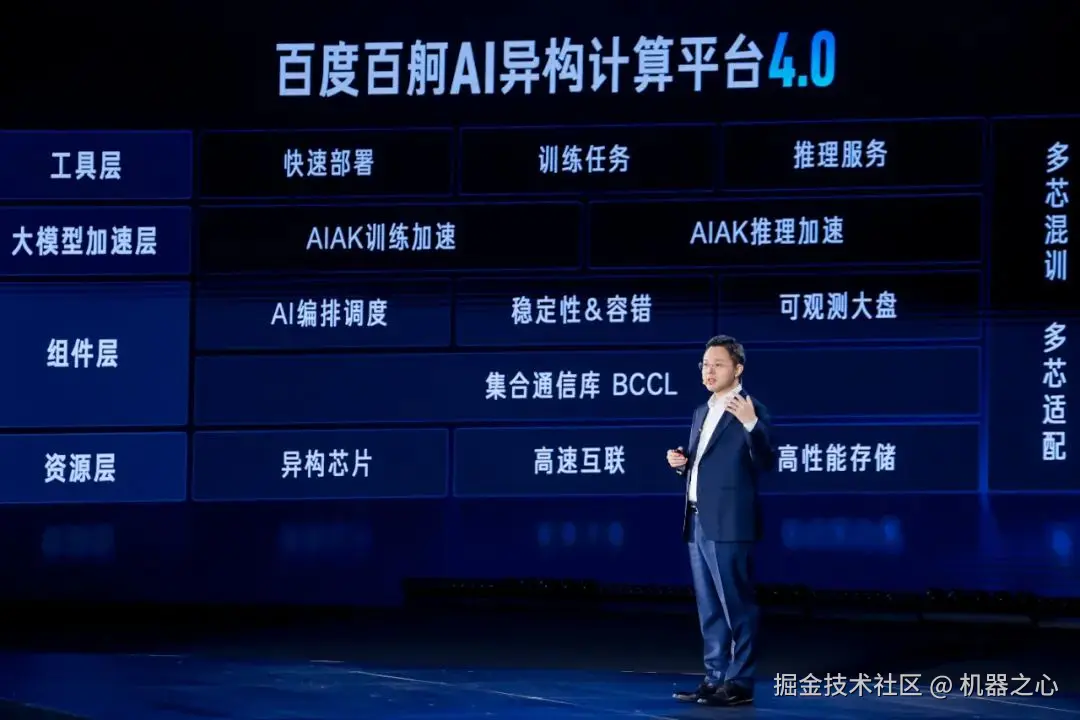 百度百舸AI异构计算平台4.0
工具层
快速部署
训练任务
推理服务
大模型加速层
AIAK训练加速
AIAK推理加速
组件层
AI编排调度
稳定性&容错
可观测大盘
集合通信库 BCCL
资源层
异构芯片
高速互联
高性能存储
多芯混训
多芯适配
掘金技术社区 @ 机器之心